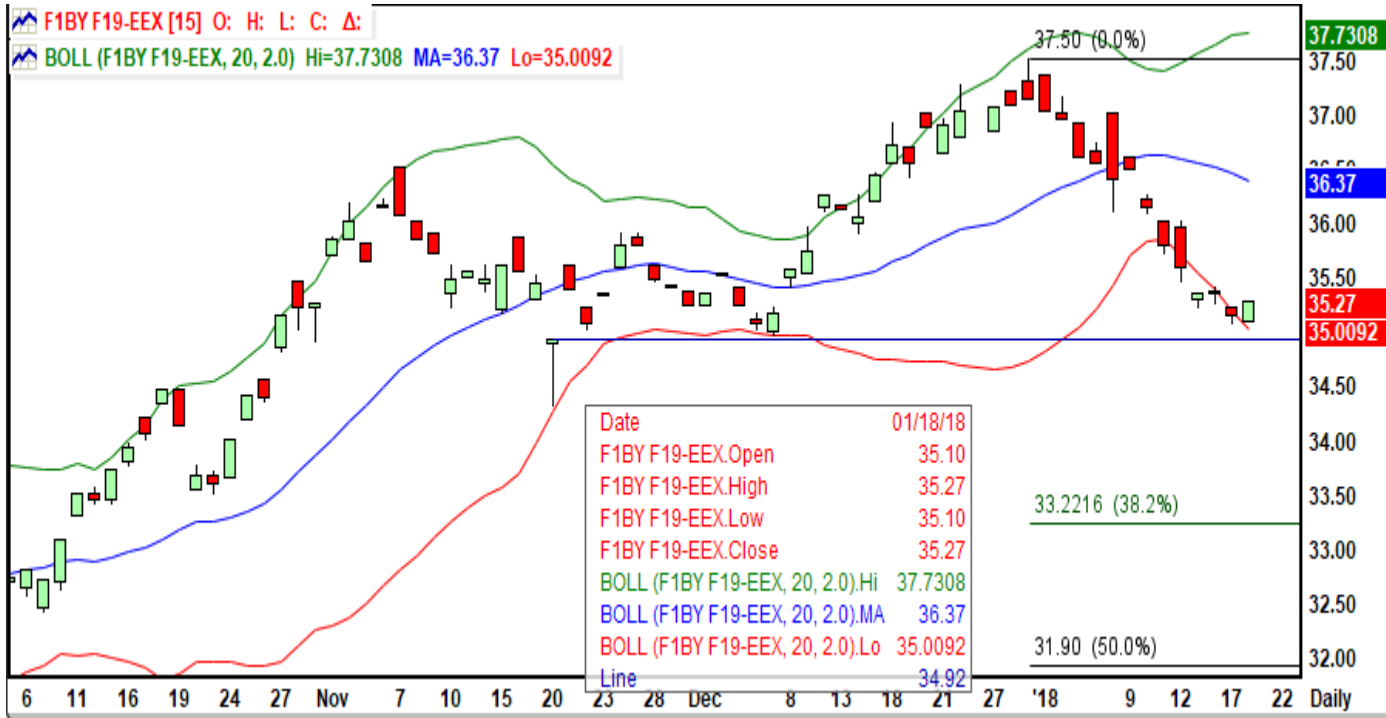 F1BY F19-EEX [15] O: H: L: C: Δ:
BOLL (F1BY F19-EEX, 20, 2.0) Hi=37.7308 MA=36.37 Lo=35.0092
37.50 (0.0%)
37.7308
37.50
37.00
36.50
36.37
36.00
35.50
35.27
35.0092
34.50
34.00
33.50
33.00
32.50
32.00
33.2216 (38.2%)
31.90 (50.0%)
Date 01/18/18
F1BY F19-EEX.Open 35.10
F1BY F19-EEX.High 35.27
F1BY F19-EEX.Low 35.10
F1BY F19-EEX.Close 35.27
BOLL (F1BY F19-EEX, 20, 2.0).Hi 37.7308
BOLL (F1BY F19-EEX, 20, 2.0).MA 36.37
BOLL (F1BY F19-EEX, 20, 2.0).Lo 35.0092
Line 34.92
6 11 16 19 24 27 Nov 7 10 15 20 23 28 Dec 8 13 18 21 27 '18 9 12 17 22 Daily